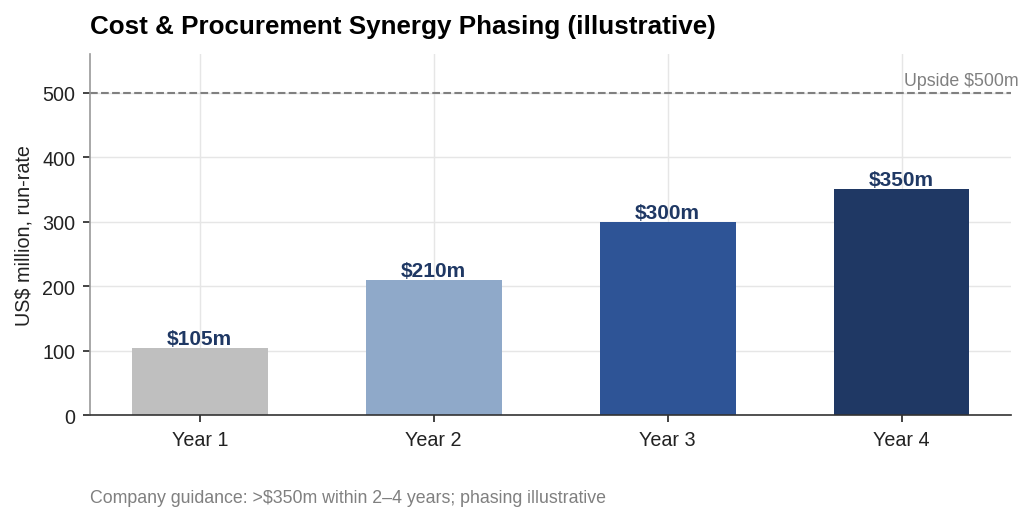 Cost & Procurement Synergy Phasing (illustrative)
US$ million, run-rate
500
400
300
200
100
0
Upside $500m
$105m
$210m
$300m
$350m
Year 1
Year 2
Year 3
Year 4
Company guidance: >$350m within 2–4 years; phasing illustrative